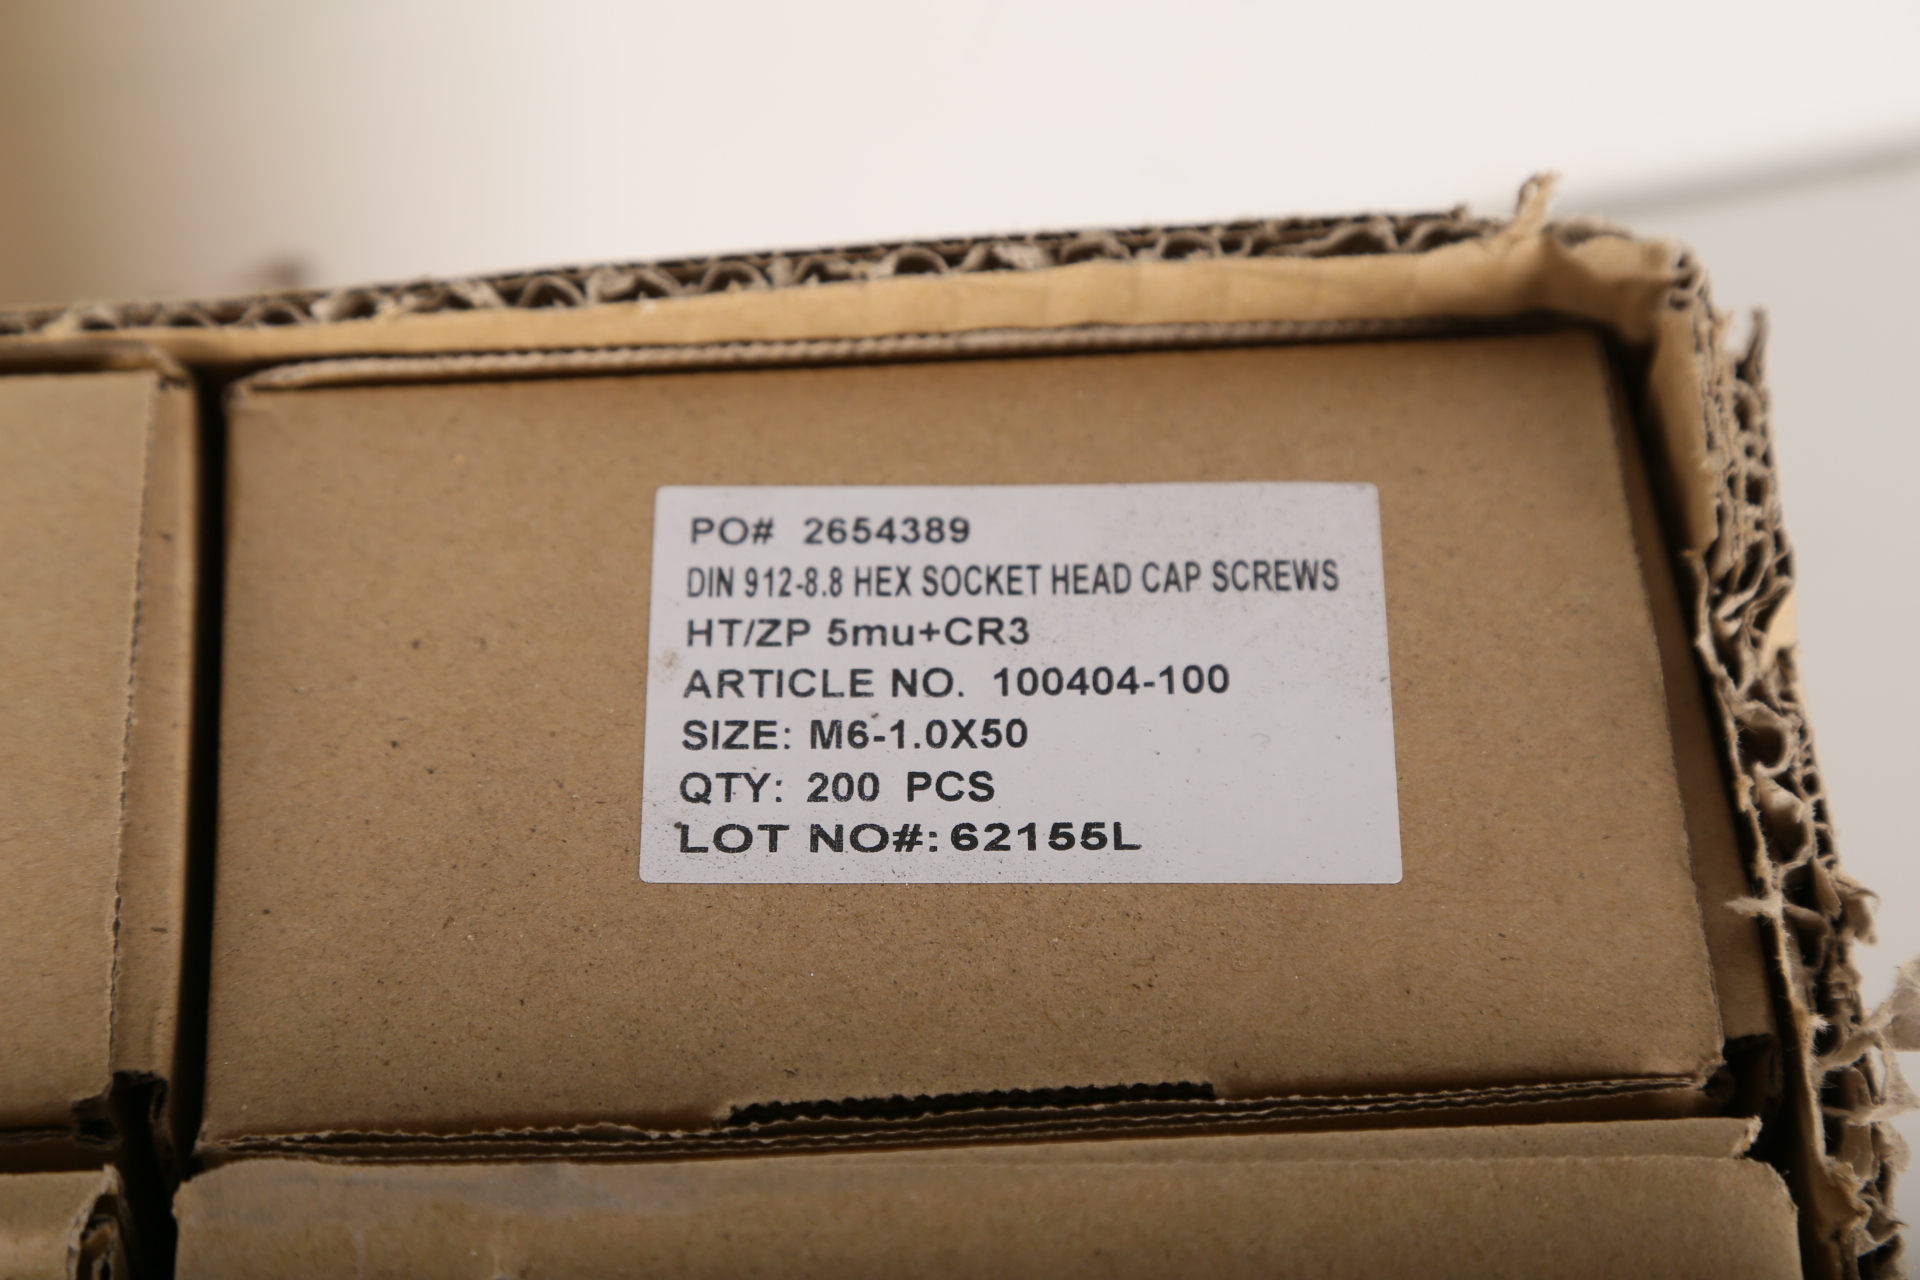 PO# 2654389
DIN 912-8.8 HEX SOCKET HEAD CAP SCREWS
HT/ZP 5mu+CR3
ARTICLE NO. 100404-100
SIZE: M6-1.0X50
QTY: 200 PCS
LOT NO#: 62155L